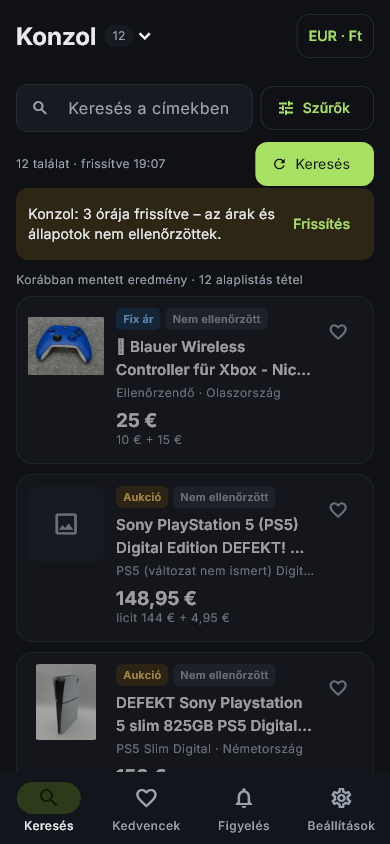 Konzol 12
EUR · Ft
Keresés a címekben
Szűrők
12 találat · frissítve 19:07
Keresés
Konzol: 3 órája frissítve – az árak és
állapotok nem ellenőrzöttek.
Frissítés
Korábban mentett eredmény · 12 alaplistás tétel
Fix ár
Nem ellenőrzött
Blauer Wireless
Controller für Xbox - Nic...
Ellenőrzendő · Olaszország
25 €
10 € + 15 €
Aukció
Nem ellenőrzött
Sony PlayStation 5 (PS5)
Digital Edition DEFEKT! ...
PS5 (változat nem ismert) Digit...
148,95 €
licit 144 € + 4,95 €
Aukció
Nem ellenőrzött
DEFEKT Sony Playstation
5 slim 825GB PS5 Digital...
PS5 Slim Digital · Németország
Keresés
Kedvencek
Figyelés
Beállítások